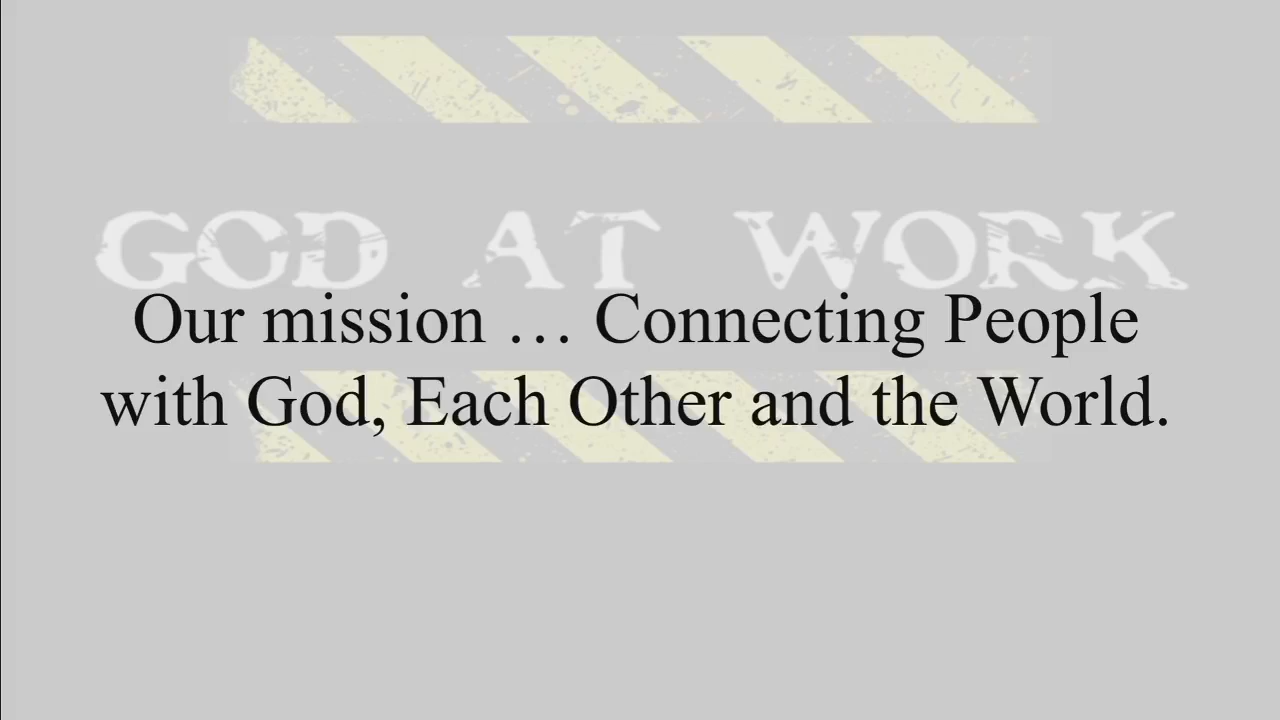 GOD AT WORK
Our mission … Connecting People
with God, Each Other and the World.